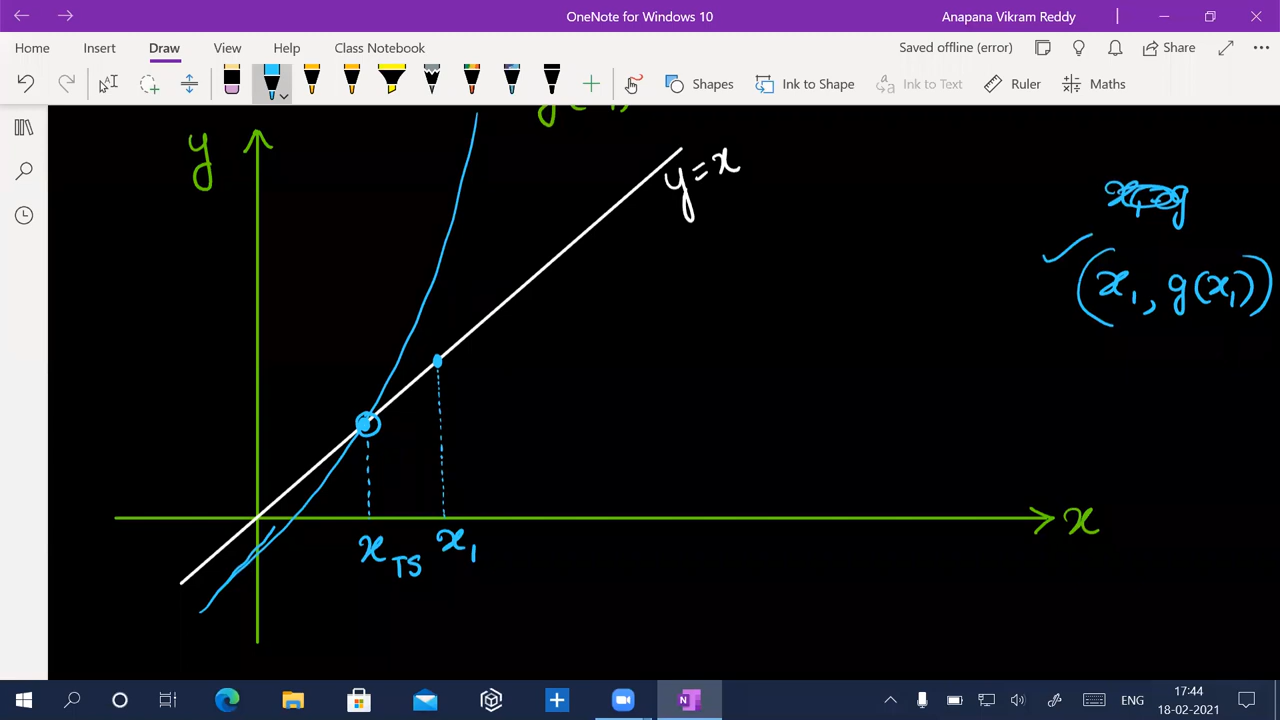 OneNote for Windows 10
Anapana Vikram Reddy
Home Insert Draw View Help Class Notebook
Saved offline (error)
Share
Shapes Ink to Shape Ink to Text Ruler Maths
y
y=x
(x₁, g(x₁))
x
x_TS x₁
ENG
17:44
18-02-2021